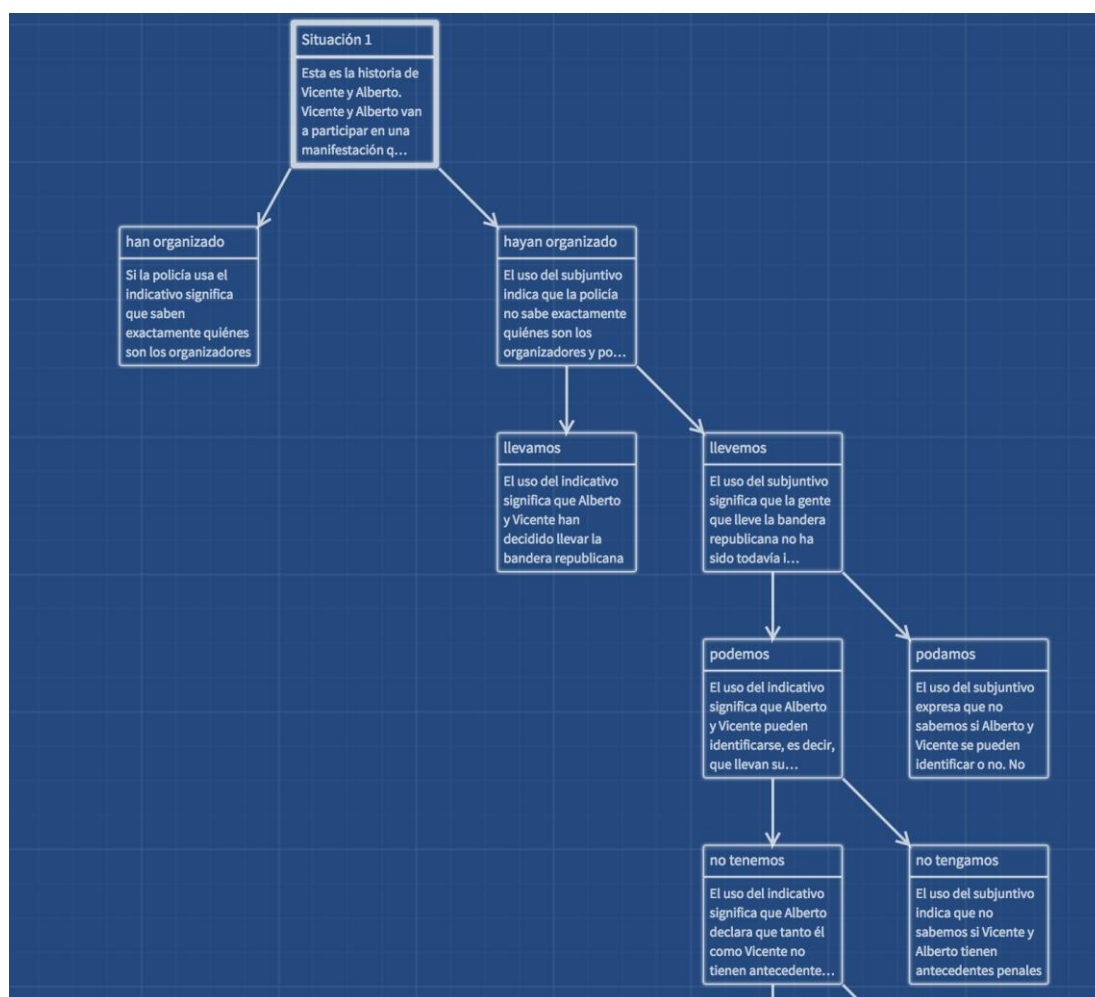 Situación 1
Esta es la historia de
Vicente y Alberto.
Vicente y Alberto van
a participar en una
manifestación q…
han organizado
Si la policía usa el
indicativo significa
que saben
exactamente quiénes
son los organizadores
hayan organizado
El uso del subjuntivo
indica que la policía
no sabe exactamente
quiénes son los
organizadores y po…
llevamos
El uso del indicativo
significa que Alberto
y Vicente han
decidido llevar la
bandera republicana
llevemos
El uso del subjuntivo
significa que la gente
que lleve la bandera
republicana no ha
sido todavía i…
podemos
El uso del indicativo
significa que Alberto
y Vicente pueden
identificarse, es decir,
que llevan su…
podamos
El uso del subjuntivo
expresa que no
sabemos si Alberto y
Vicente se pueden
identificar o no. No
no tenemos
El uso del indicativo
significa que Alberto
declara que tanto él
como Vicente no
tienen antecedente…
no tengamos
El uso del subjuntivo
indica que no
sabemos si Vicente y
Alberto tienen
antecedentes penales